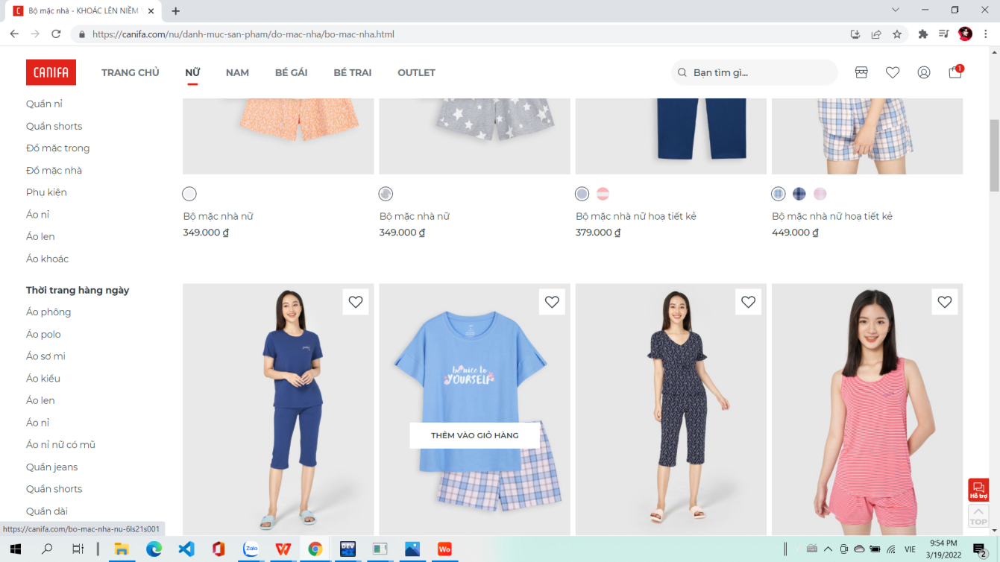 Bộ mặc nhà - KHOÁC LÊN NIỀM
https://canifa.com/nu/danh-muc-san-pham/do-mac-nha/bo-mac-nha.html
CANIFA
TRANG CHỦ
NỮ
NAM
BÉ GÁI
BÉ TRAI
OUTLET
Bạn tìm gì...
1
Quần nỉ
Quần shorts
Đồ mặc trong
Đồ mặc nhà
Phụ kiện
Áo nỉ
Áo len
Áo khoác
Thời trang hàng ngày
Áo phông
Áo polo
Áo sơ mi
Áo kiểu
Áo len
Áo nỉ
Áo nỉ nữ có mũ
Quần jeans
Quần shorts
Quần dài
Bộ mặc nhà nữ
349.000 ₫
Bộ mặc nhà nữ
349.000 ₫
Bộ mặc nhà nữ hoạ tiết kẻ
379.000 ₫
Bộ mặc nhà nữ hoạ tiết kẻ
449.000 ₫
be nice to
YOURSELF
THÊM VÀO GIỎ HÀNG
Hỗ trợ
TOP
https://canifa.com/bo-mac-nha-nu-6ls21s001
Zalo
DEV
Wo
VIE
9:54 PM
3/19/2022
2